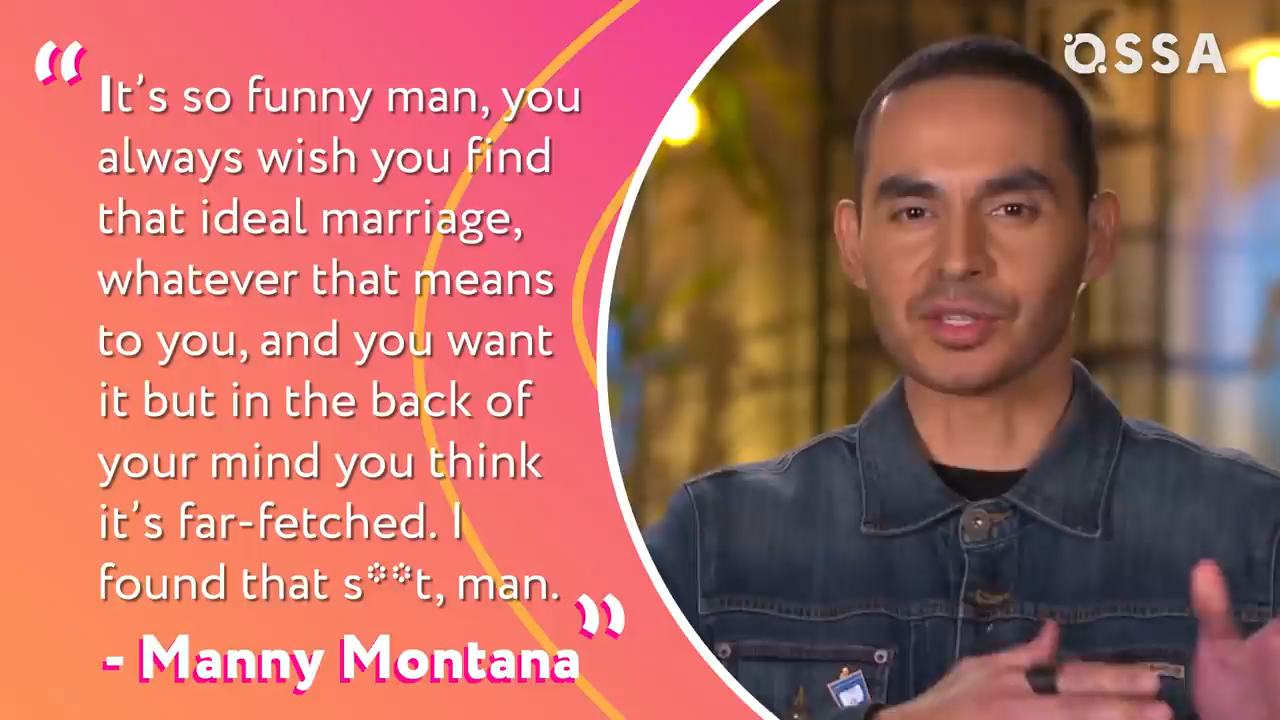 OSSA
“
It’s so funny man, you
always wish you find
that ideal marriage,
whatever that means
to you, and you want
it but in the back of
your mind you think
it’s far-fetched. I
found that s**t, man.
”
- Manny Montana